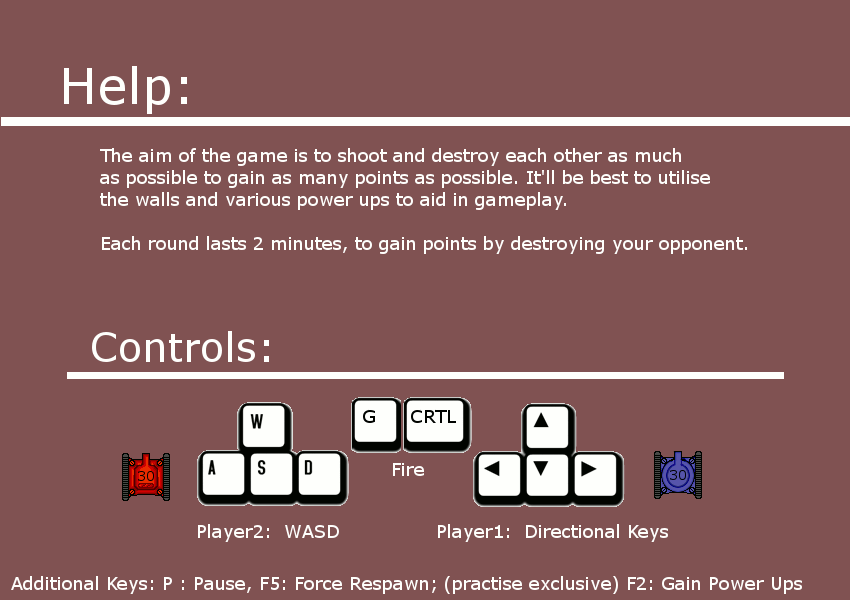 Help:
The aim of the game is to shoot and destroy each other as much
as possible to gain as many points as possible. It'll be best to utilise
the walls and various power ups to aid in gameplay.
Each round lasts 2 minutes, to gain points by destroying your opponent.
Controls:
W
G CRTL
▲
A S D
Fire
◄ ▼ ►
30
30
Player2: WASD
Player1: Directional Keys
Additional Keys: P : Pause, F5: Force Respawn; (practise exclusive) F2: Gain Power Ups